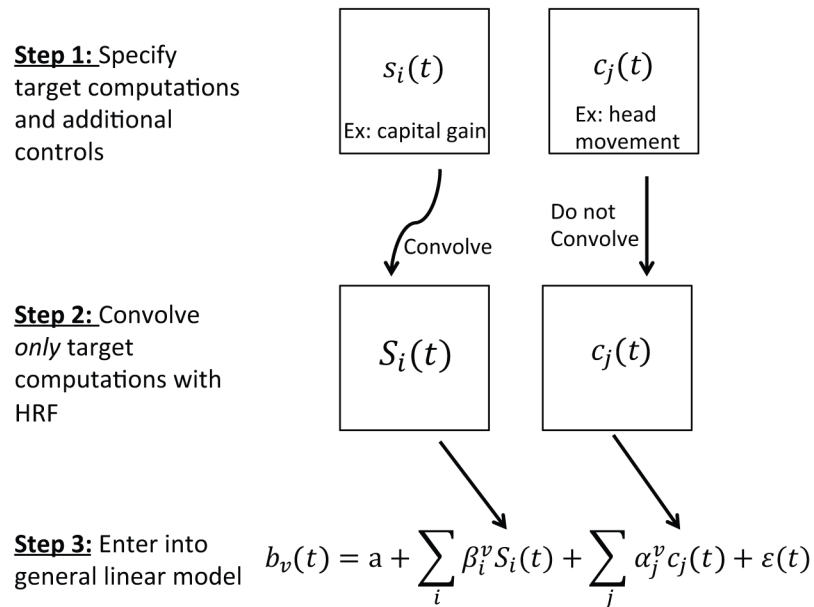 Step 1: Specify
target computations
and additional
controls
s_i(t)
Ex: capital gain
c_j(t)
Ex: head
movement
Convolve
Do not
Convolve
Step 2: Convolve
only target
computations with
HRF
S_i(t)
c_j(t)
Step 3: Enter into
general linear model
b_v(t) = a + ∑_i β_i^v S_i(t) + ∑_j α_j^v c_j(t) + ε(t)